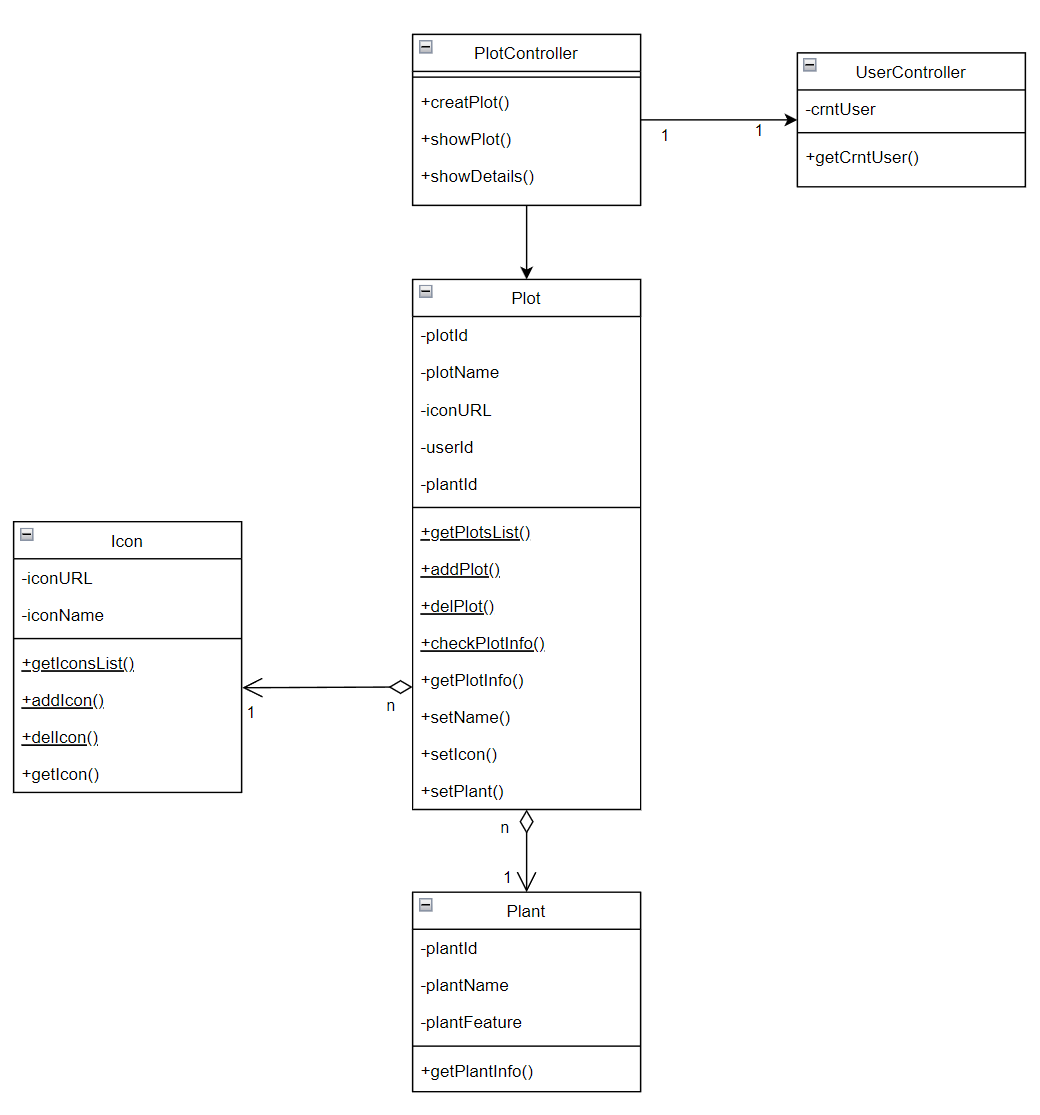 PlotController
+creatPlot()
+showPlot()
+showDetails()
1
1
UserController
-crntUser
+getCrntUser()
Plot
-plotId
-plotName
-iconURL
-userId
-plantId
+getPlotsList()
+addPlot()
+delPlot()
+checkPlotInfo()
+getPlotInfo()
+setName()
+setIcon()
+setPlant()
Icon
-iconURL
-iconName
+getIconsList()
+addIcon()
+delIcon()
+getIcon()
1
n
n
1
Plant
-plantId
-plantName
-plantFeature
+getPlantInfo()